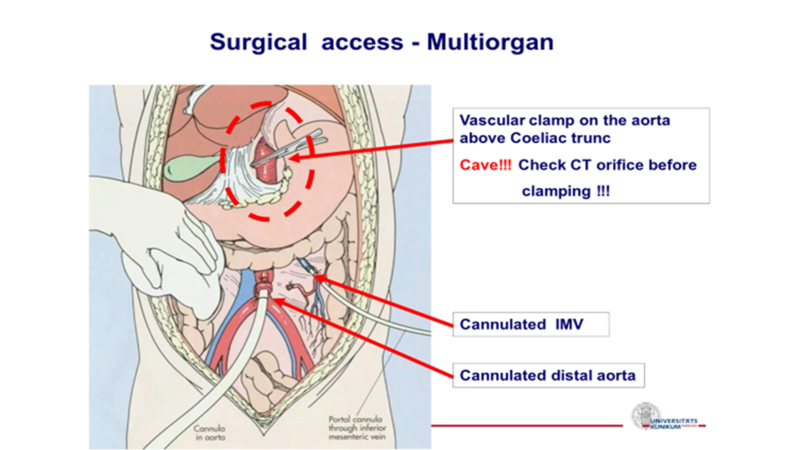 Surgical access - Multiorgan
Vascular clamp on the aorta
above Coeliac trunc
Cave!!! Check CT orifice before
clamping !!!
Cannulated IMV
Cannulated distal aorta
Cannula
in aorta
Portal cannula
through inferior
mesenteric vein
UNIVERSITÄTS
KLINIKUM